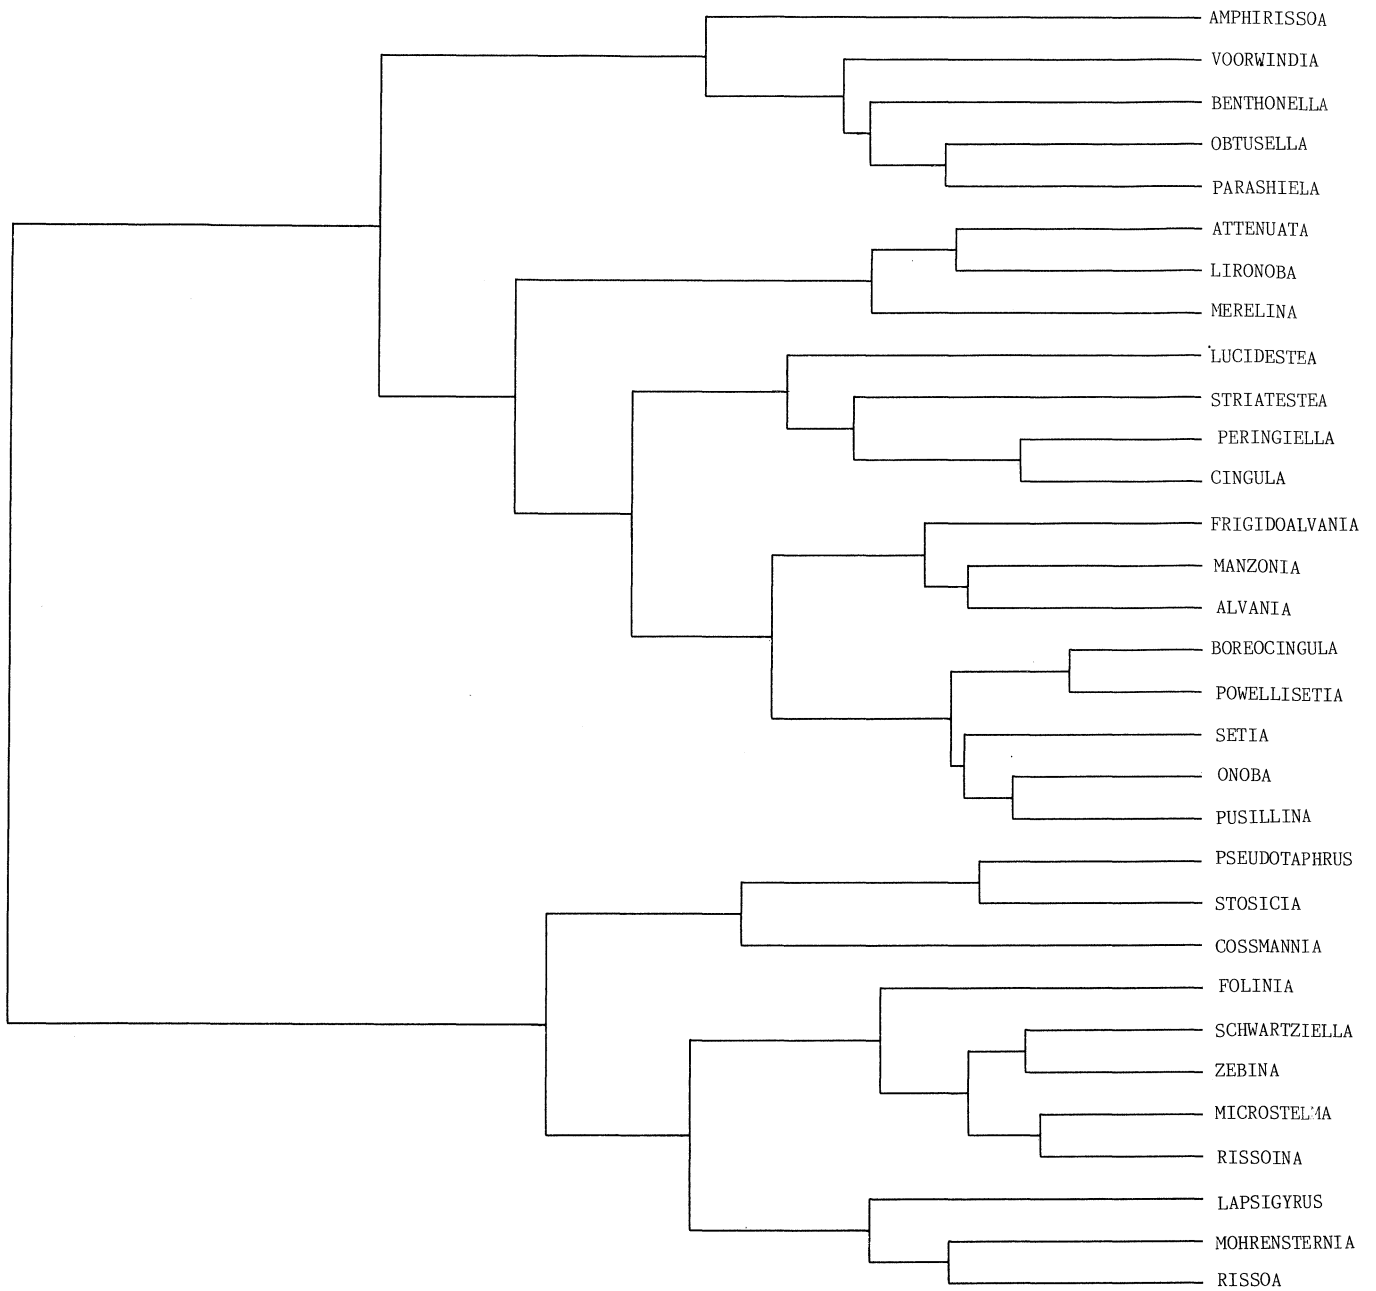 AMPHIRISSOA
VOORWINDIA
BENTHONELLA
OBTUSELLA
PARASHIELA
ATTENUATA
LIRONOBA
MERELINA
LUCIDESTEA
STRIATESTEA
PERINGIELLA
CINGULA
FRIGIDOALVANIA
MANZONIA
ALVANIA
BOREOCINGULA
POWELLISETIA
SETIA
ONOBA
PUSILLINA
PSEUDOTAPHRUS
STOSICIA
COSSMANNIA
FOLINIA
SCHWARTZIELLA
ZEBINA
MICROSTELMA
RISSOINA
LAPSIGYRUS
MOHRENSTERNIA
RISSOA